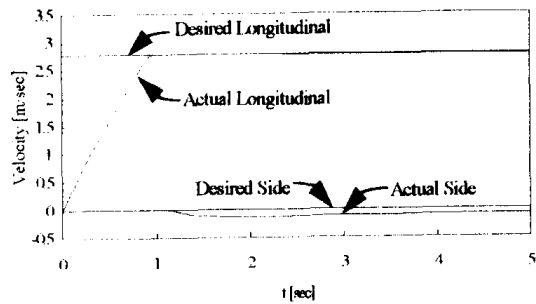 3.5
3
2.5
2
1.5
1
0.5
0
-0.5
Velocity [m/sec]
Desired Longitudinal
Actual Longitudinal
Desired Side
Actual Side
0 1 2 3 4 5
t [sec]